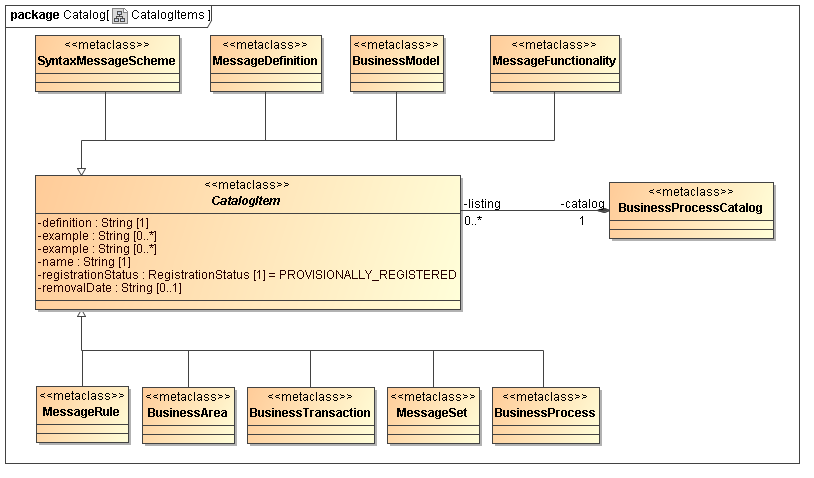 package Catalog[ CatalogItems ]
<<metaclass>>
SyntaxMessageScheme
<<metaclass>>
MessageDefinition
<<metaclass>>
BusinessModel
<<metaclass>>
MessageFunctionality
<<metaclass>>
CatalogItem
-definition : String [1]
-example : String [0..*]
-example : String [0..*]
-name : String [1]
-registrationStatus : RegistrationStatus [1] = PROVISIONALLY_REGISTERED
-removalDate : String [0..1]
-listing
0..*
-catalog
1
<<metaclass>>
BusinessProcessCatalog
<<metaclass>>
MessageRule
<<metaclass>>
BusinessArea
<<metaclass>>
BusinessTransaction
<<metaclass>>
MessageSet
<<metaclass>>
BusinessProcess